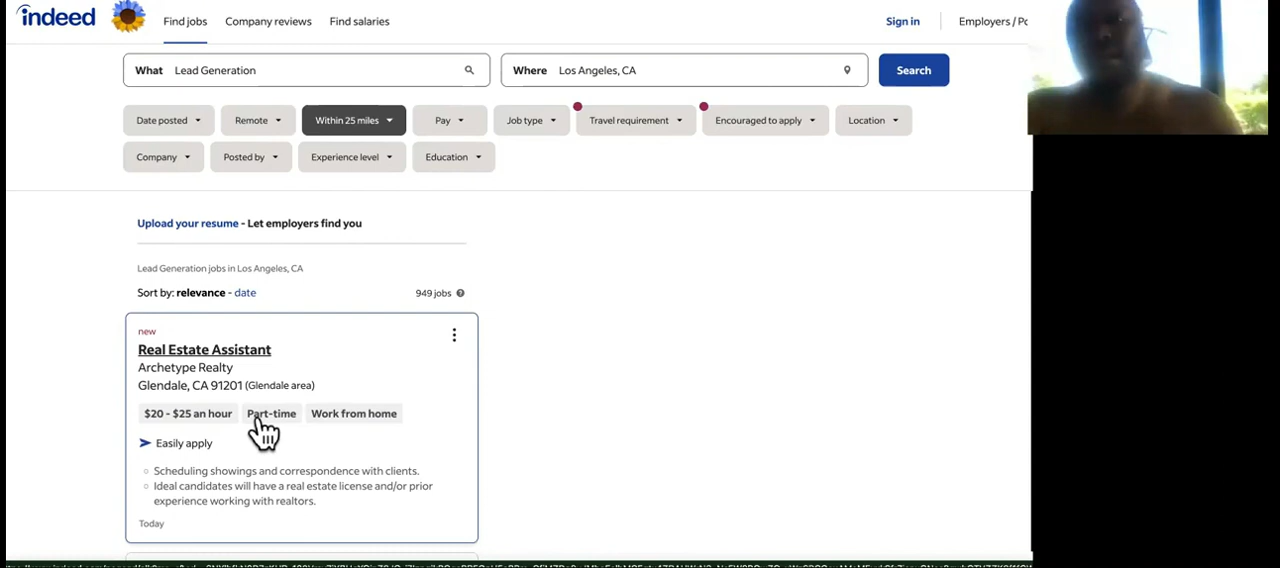 indeed Find jobs Company reviews Find salaries Sign in Employers / Po
What Lead Generation Where Los Angeles, CA Search
Date posted Remote Within 25 miles Pay Job type Travel requirement Encouraged to apply Location
Company Posted by Experience level Education
Upload your resume - Let employers find you
Lead Generation jobs in Los Angeles, CA
Sort by: relevance - date 949 jobs
new
Real Estate Assistant
Archetype Realty
Glendale, CA 91201 (Glendale area)
$20 - $25 an hour Part-time Work from home
Easily apply
Scheduling showings and correspondence with clients.
Ideal candidates will have a real estate license and/or prior
experience working with realtors.
Today